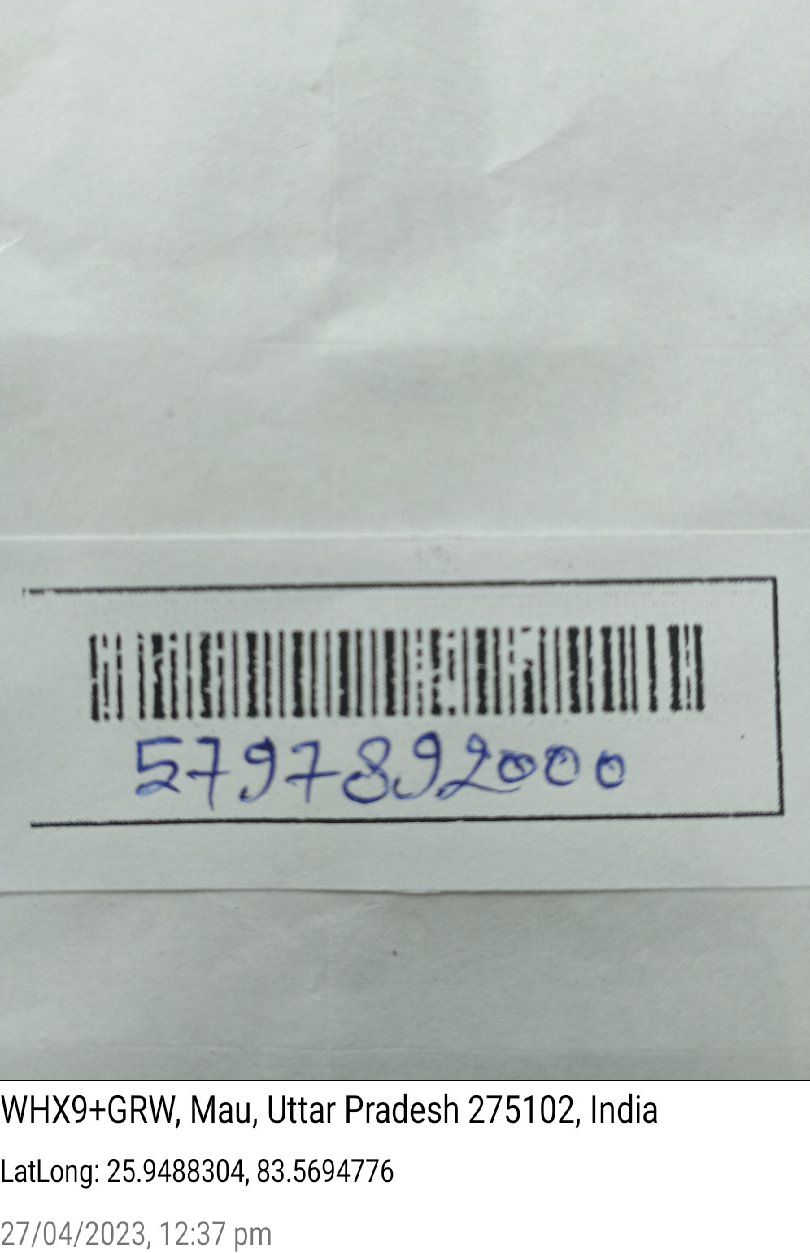 5797892000
WHX9+GRW, Mau, Uttar Pradesh 275102, India
LatLong: 25.9488304, 83.5694776
27/04/2023, 12:37 pm